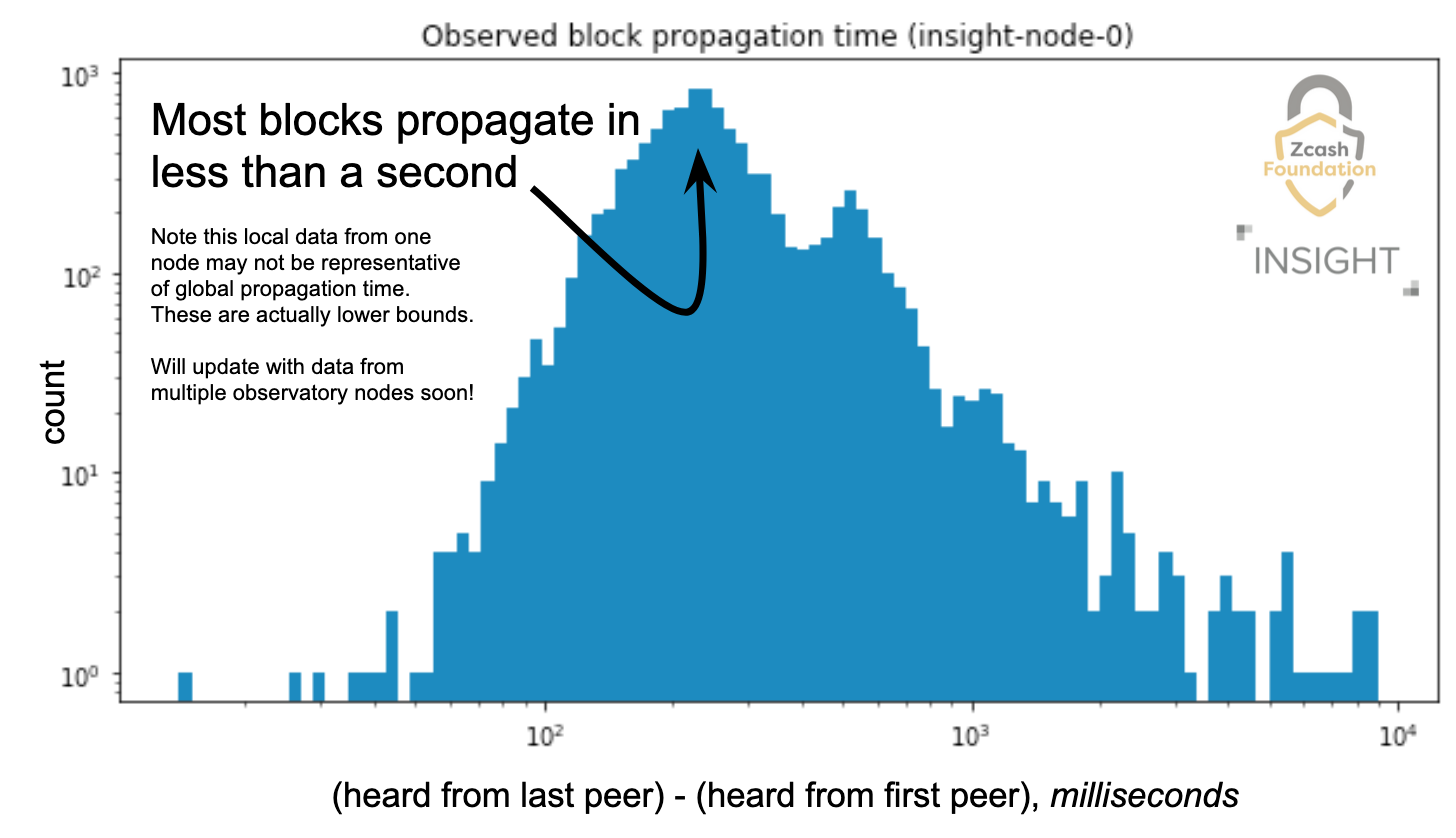 Observed block propagation time (insight-node-0)
10³
Most blocks propagate in
less than a second
Zcash
Foundation
Note this local data from one
node may not be representative
of global propagation time.
These are actually lower bounds.
INSIGHT
10²
Will update with data from
multiple observatory nodes soon!
count
10¹
10⁰
10² 10³ 10⁴
(heard from last peer) - (heard from first peer), milliseconds